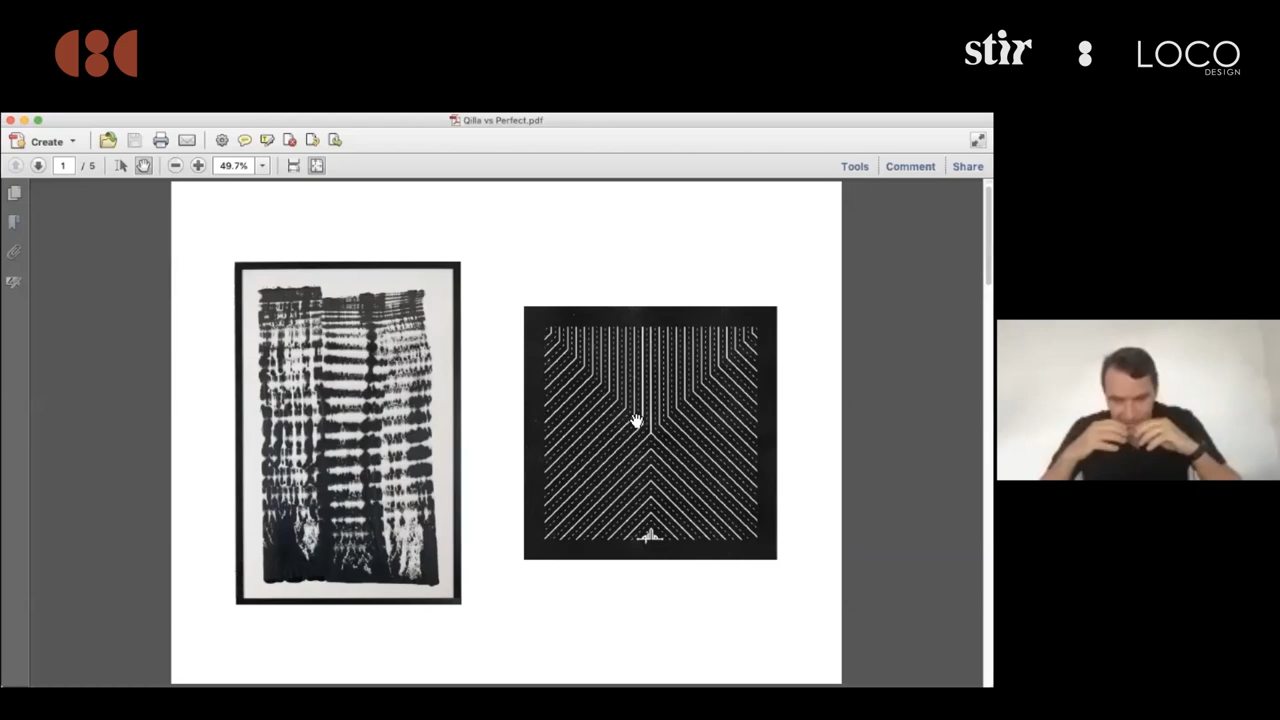 stir
LOCO
DESIGN
Qilla vs Perfect.pdf
Create
1 / 5
49.7%
Tools
Comment
Share